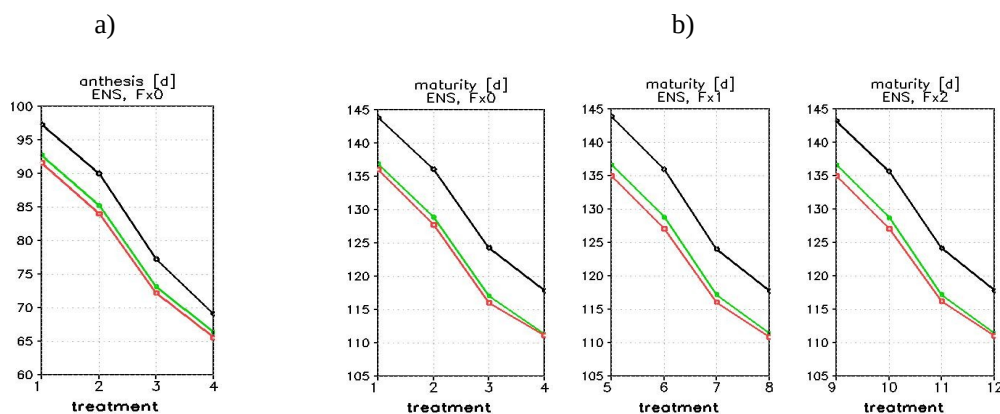 a)
b)
anthesis [d]
ENS, Fx0
100
95
90
85
80
75
70
65
60
1 2 3 4
treatment
maturity [d]
ENS, Fx0
145
140
135
130
125
120
115
110
105
1 2 3 4
treatment
maturity [d]
ENS, Fx1
145
140
135
130
125
120
115
110
105
5 6 7 8
treatment
maturity [d]
ENS, Fx2
145
140
135
130
125
120
115
110
105
9 10 11 12
treatment